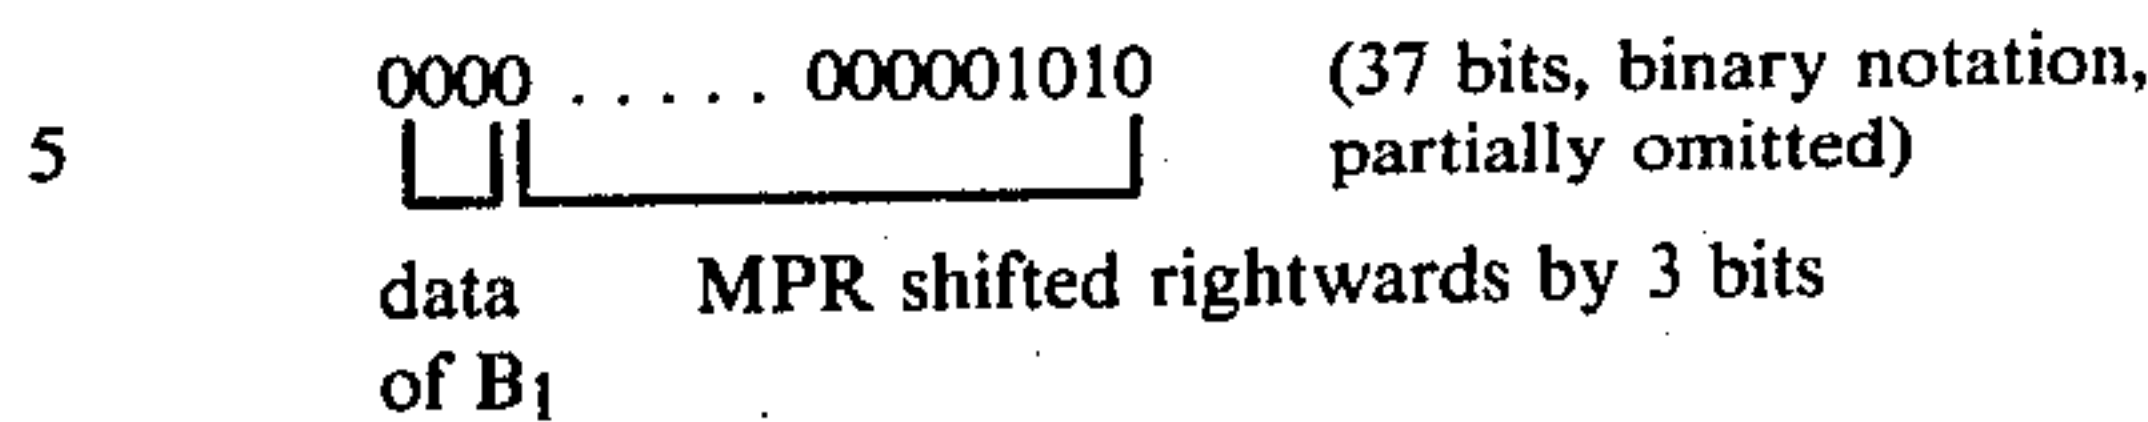 0000 . . . . . 000001010 (37 bits, binary notation,
5 partially omitted)
data MPR shifted rightwards by 3 bits
of B1